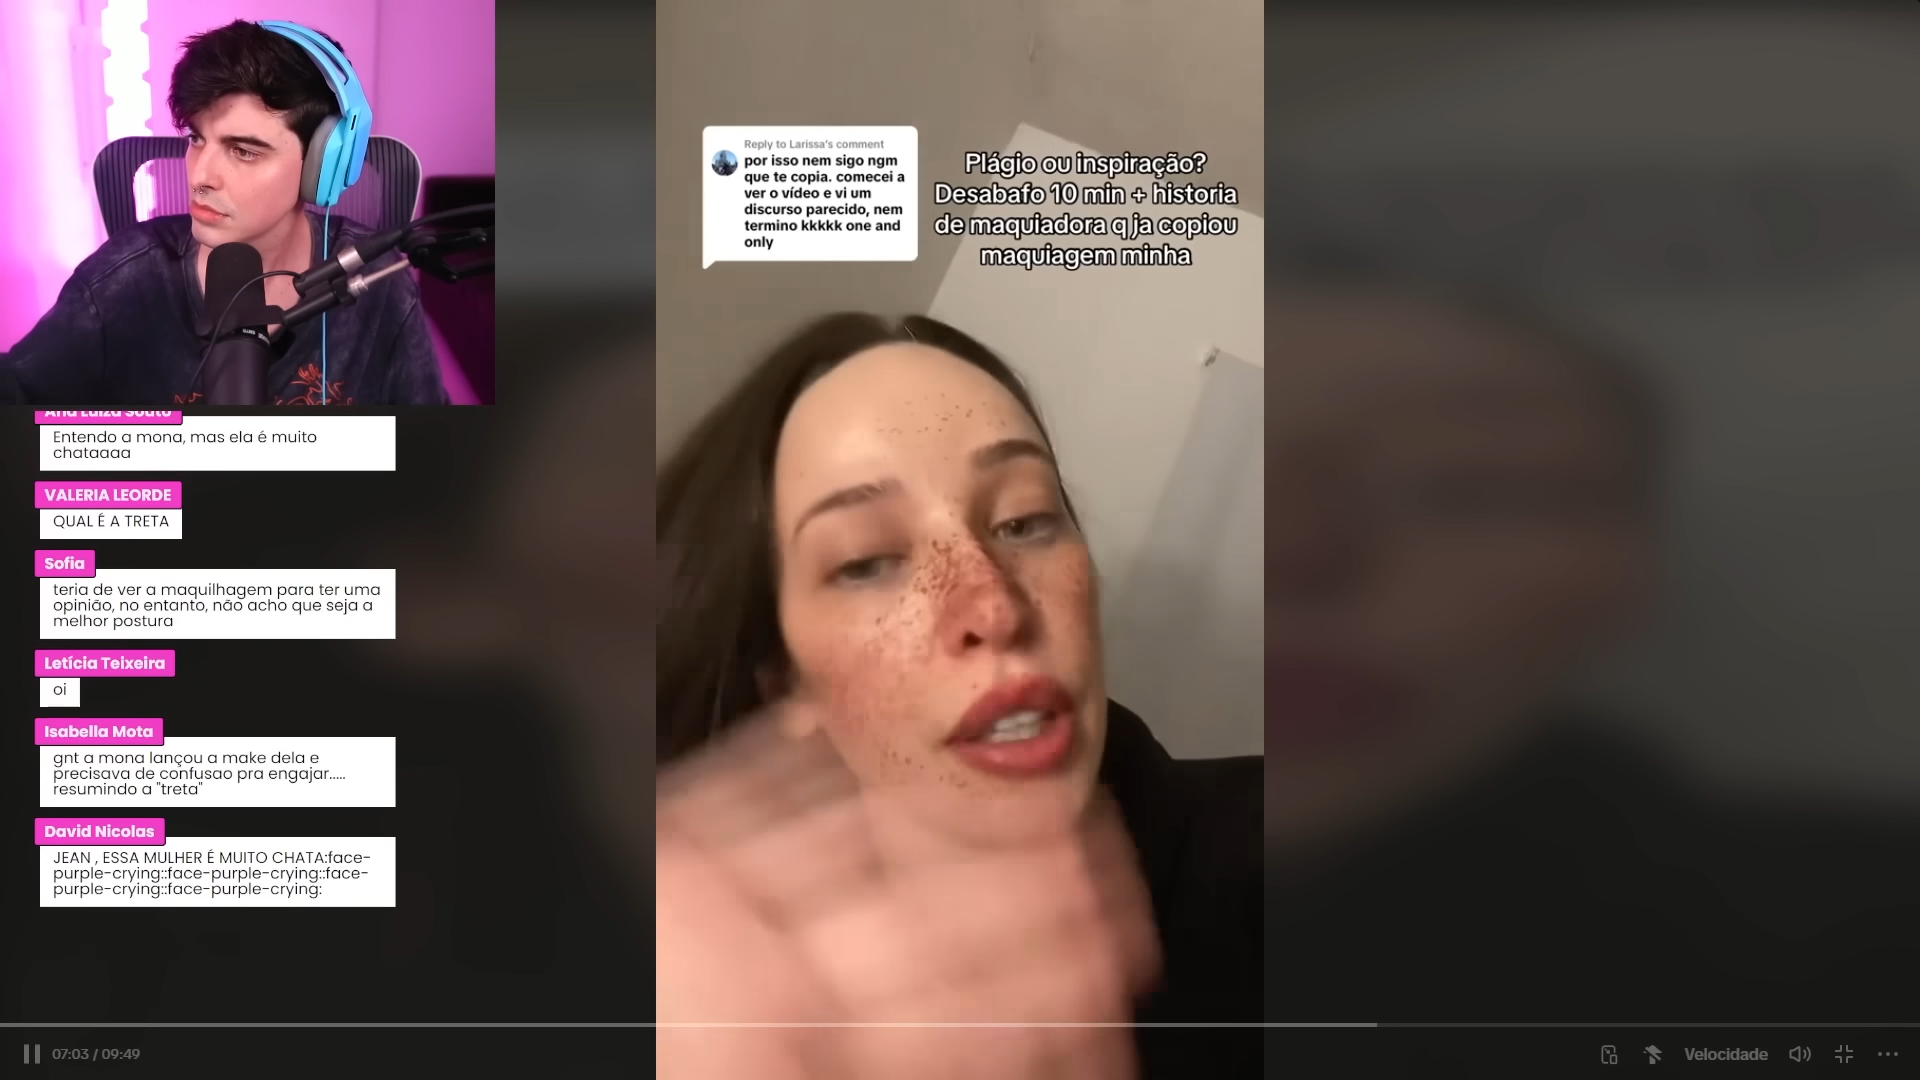 Reply to Larissa's comment
por isso nem sigo ngm
que te copia. comecei a
ver o vídeo e vi um
discurso parecido, nem
termino kkkkk one and
only
Plágio ou inspiração?
Desabafo 10 min + historia
de maquiadora q ja copiou
maquiagem minha
Ana Luiza Souto
Entendo a mona, mas ela é muito
chataaaa
VALERIA LEORDE
QUAL É A TRETA
Sofia
teria de ver a maquilhagem para ter uma
opinião, no entanto, não acho que seja a
melhor postura
Letícia Teixeira
oi
Isabella Mota
gnt a mona lançou a make dela e
precisava de confusao pra engajar.....
resumindo a "treta"
David Nicolas
JEAN , ESSA MULHER É MUITO CHATA:face-
purple-crying::face-purple-crying::face-
purple-crying::face-purple-crying:
07:03 / 09:49
Velocidade